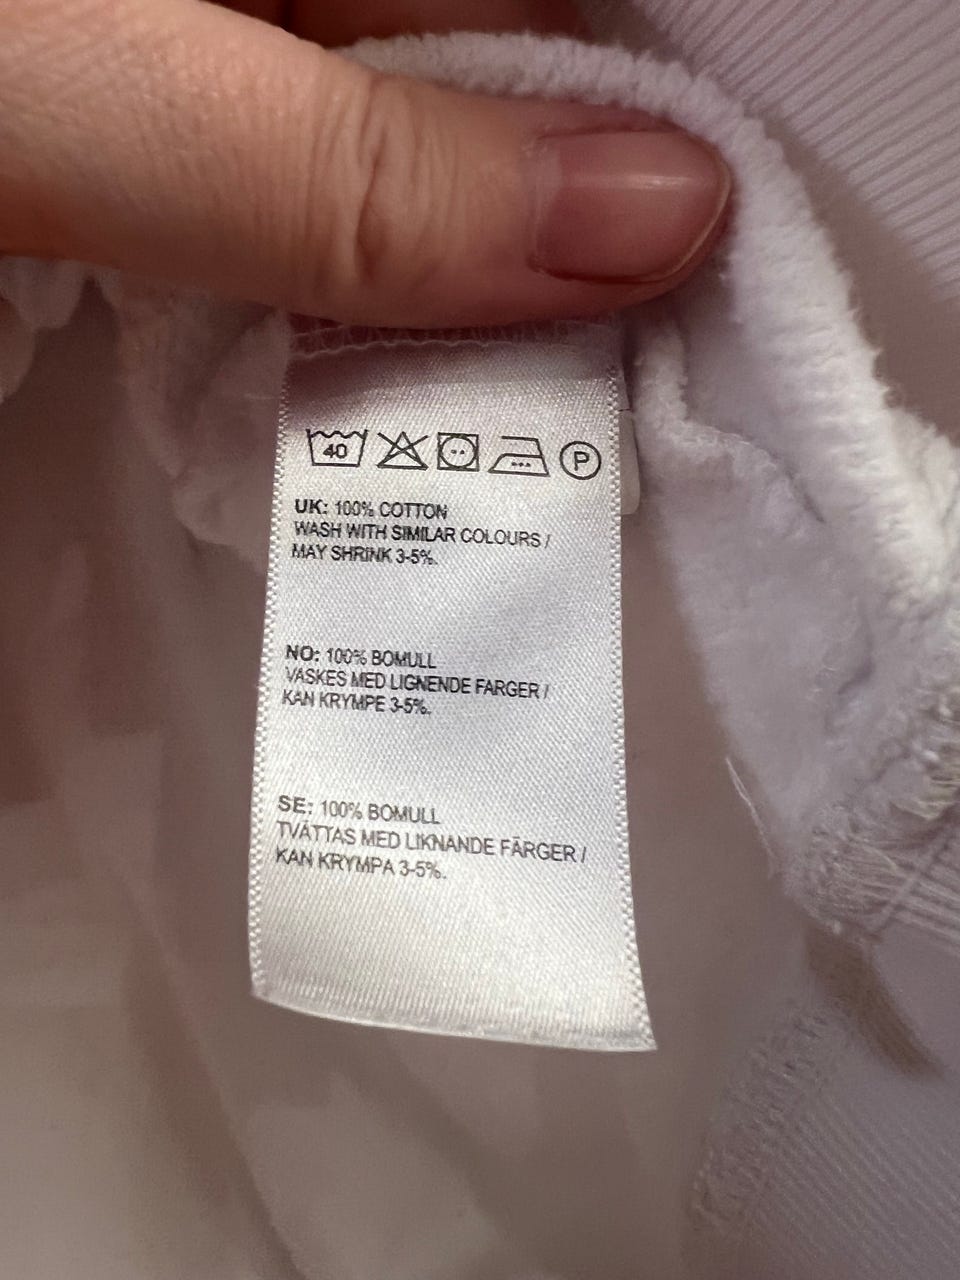 40 P
UK: 100% COTTON
WASH WITH SIMILAR COLOURS /
MAY SHRINK 3-5%.
NO: 100% BOMULL
VASKES MED LIGNENDE FARGER /
KAN KRYMPE 3-5%.
SE: 100% BOMULL
TVÄTTAS MED LIKNANDE FÄRGER /
KAN KRYMPA 3-5%.